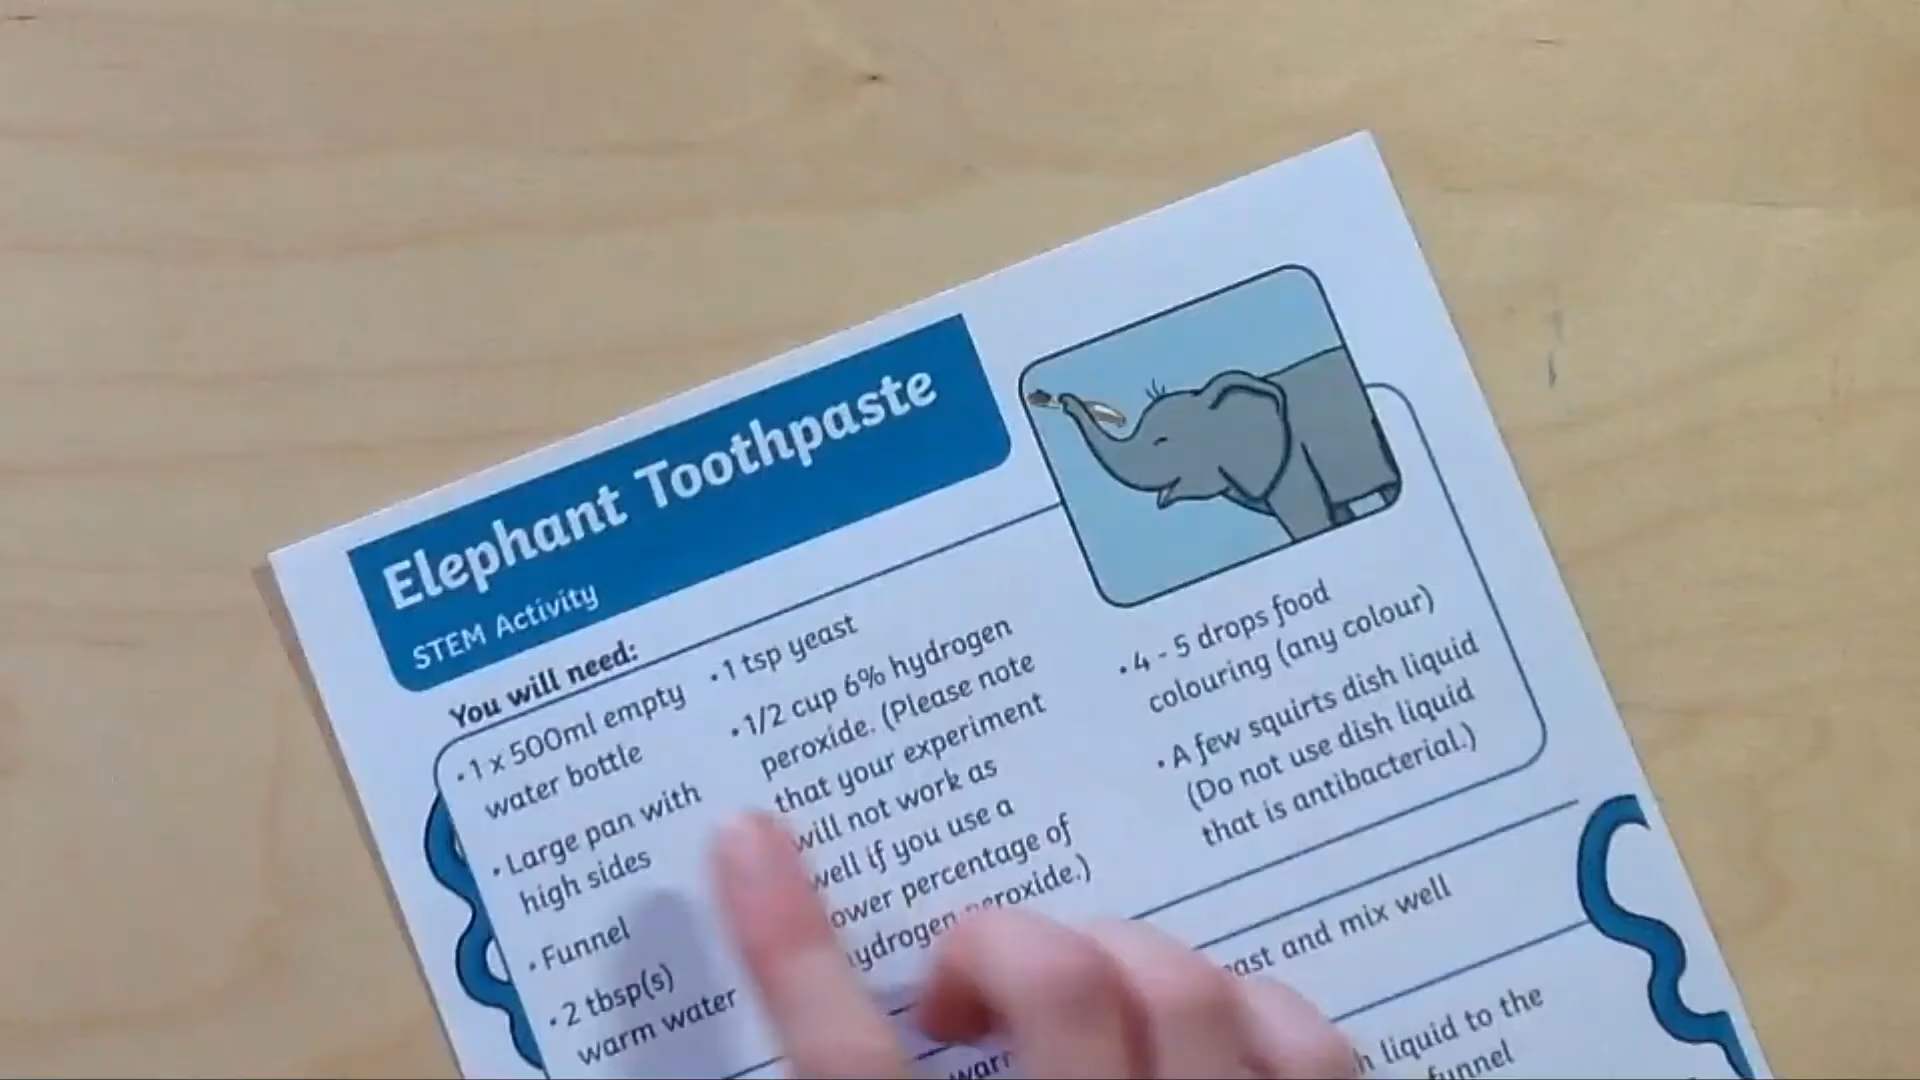 Elephant Toothpaste
STEM Activity
You will need:
• 1 x 500ml empty
water bottle
• Large pan with
high sides
• Funnel
• 2 tbsp(s)
warm water
• 1 tsp yeast
• 1/2 cup 6% hydrogen
peroxide. (Please note
that your experiment
will not work as
well if you use a
ower percentage of
ydrogen peroxide.)
• 4 - 5 drops food
colouring (any colour)
• A few squirts dish liquid
(Do not use dish liquid
that is antibacterial.)
and mix well
liquid to the
funnel